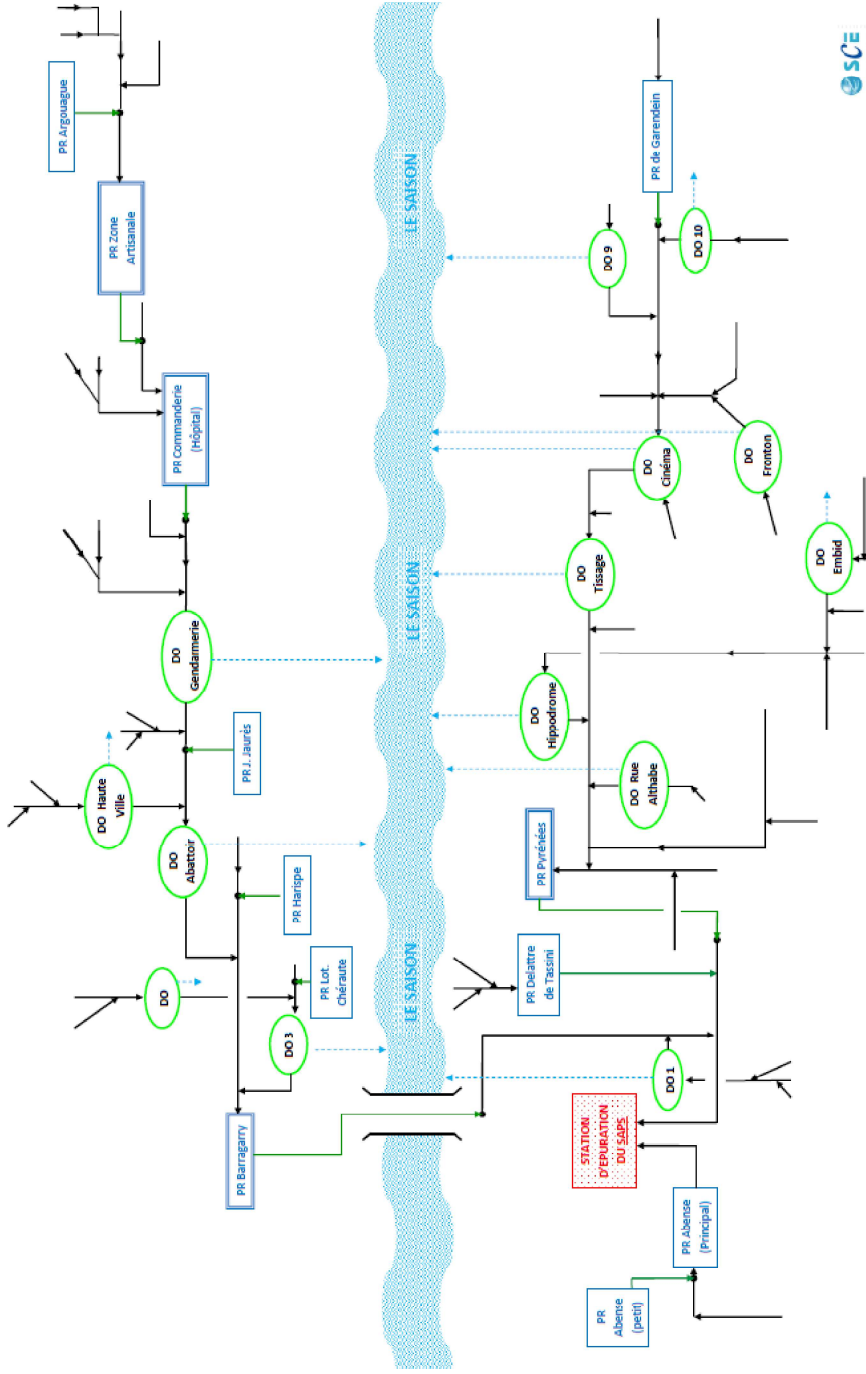 PR Argouague
PR Zone
Artisanale
PR Commanderie
(Hôpital)
DO
Gendarmerie
PR J. Jaurés
DO Haute
Ville
DO
Abattoir
PR Harispe
DO
PR Lot.
Chéraute
DO 3
PR Barragarry
LE SAISON
LE SAISON
LE SAISON
PR de Garendein
DO 9
DO 10
DO
Cinéma
DO
Fronton
DO
Tissage
DO
Embid
DO
Hippodrome
DO Rue
Althabe
PR Pyrénées
PR Delattre
de Tassini
DO 1
STATION
D'EPURATION
DU SAPS
PR Abense
(Principal)
PR
Abense
(petit)
SCE